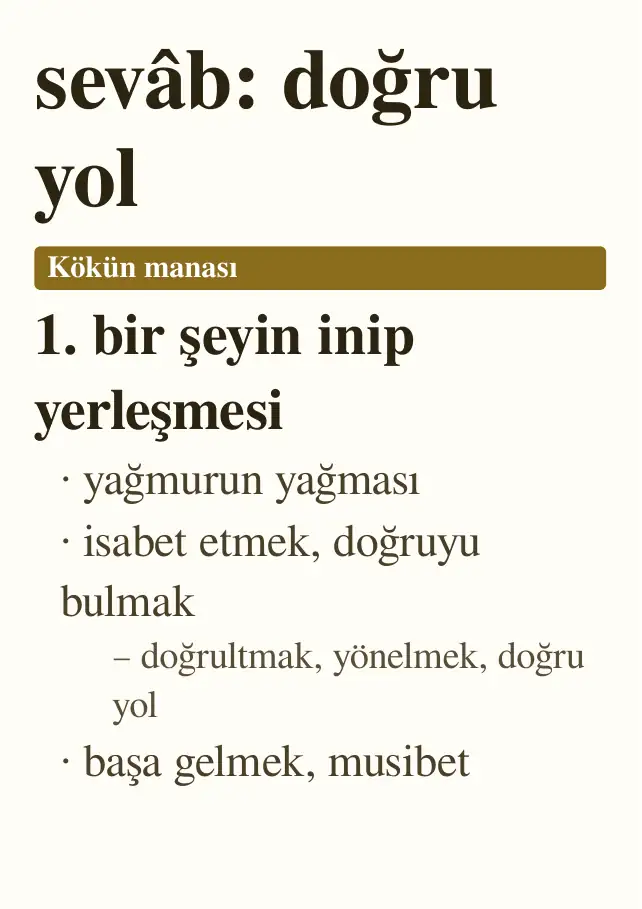 sevâb: doğru
yol
Kökün manası
1. bir şeyin inip
yerleşmesi
· yağmurun yağması
· isabet etmek, doğruyu
bulmak
– doğrultmak, yönelmek, doğru
yol
· başa gelmek, musibet